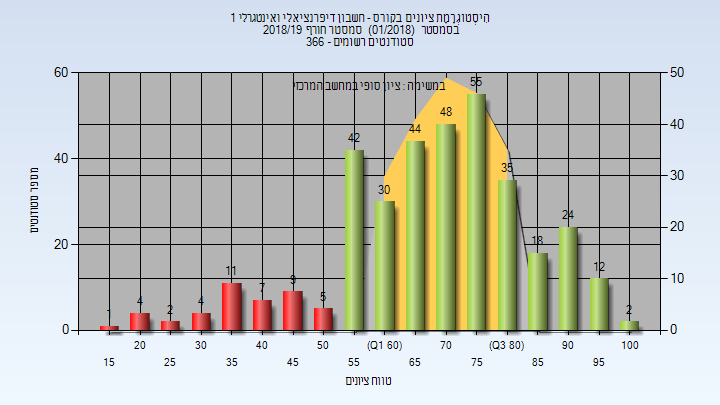 היסטוגרמת ציונים בקורס - חשבון דיפרנציאלי ואינטגרלי 1
בסמסטר (01/2018) סמסטר חורף 2018/19
סטודנטים רשומים - 366
במשימה : ציון סופי במחשב המרכזי
60 50
40
40 30
20
20 10
0 0
מספר סטודנטים
1 4 2 4 11 7 9 5 42 30 44 48 55 35 18 24 12 2
20 30 40 50 (Q1 60) 70 (Q3 80) 90 100
15 25 35 45 55 65 75 85 95
טווח ציונים